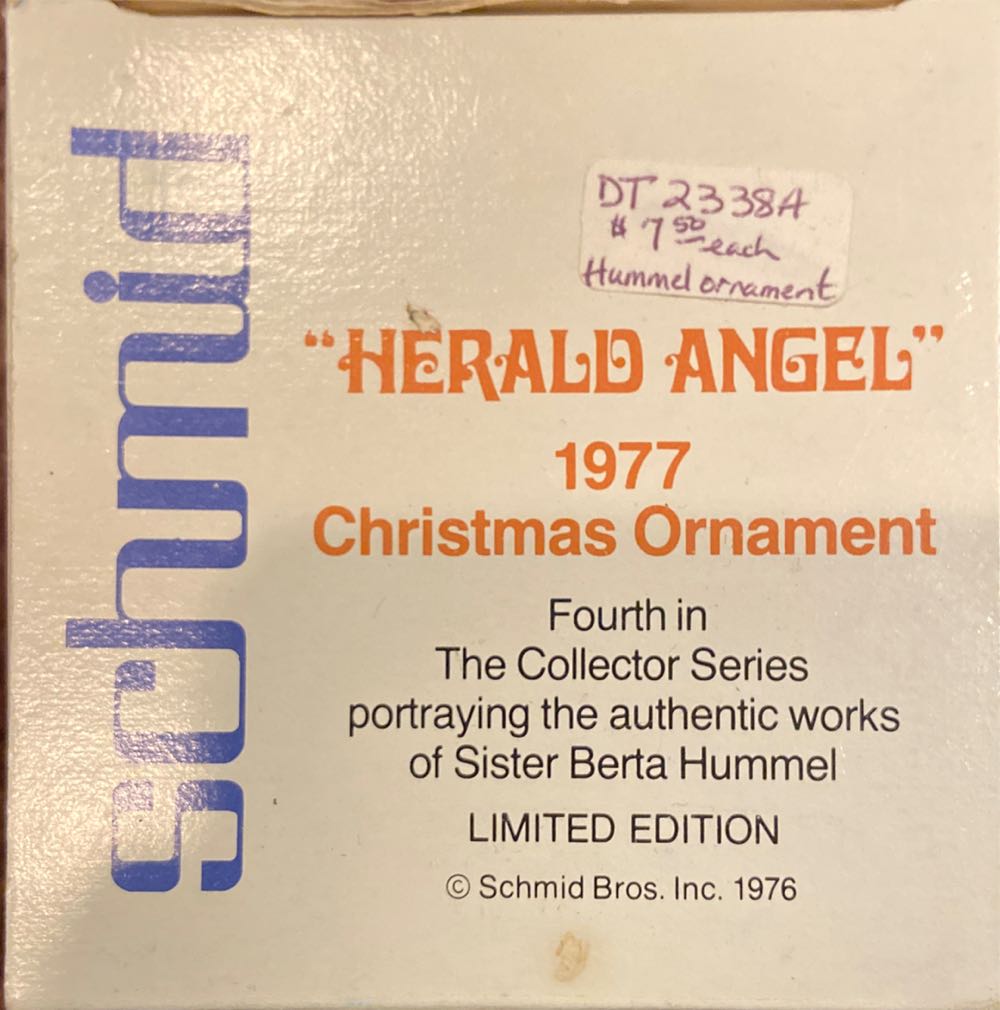 schmid
DT 2338A
$ 7 50 each
Hummel ornament
"HERALD ANGEL"
1977
Christmas Ornament
Fourth in
The Collector Series
portraying the authentic works
of Sister Berta Hummel
LIMITED EDITION
© Schmid Bros. Inc. 1976